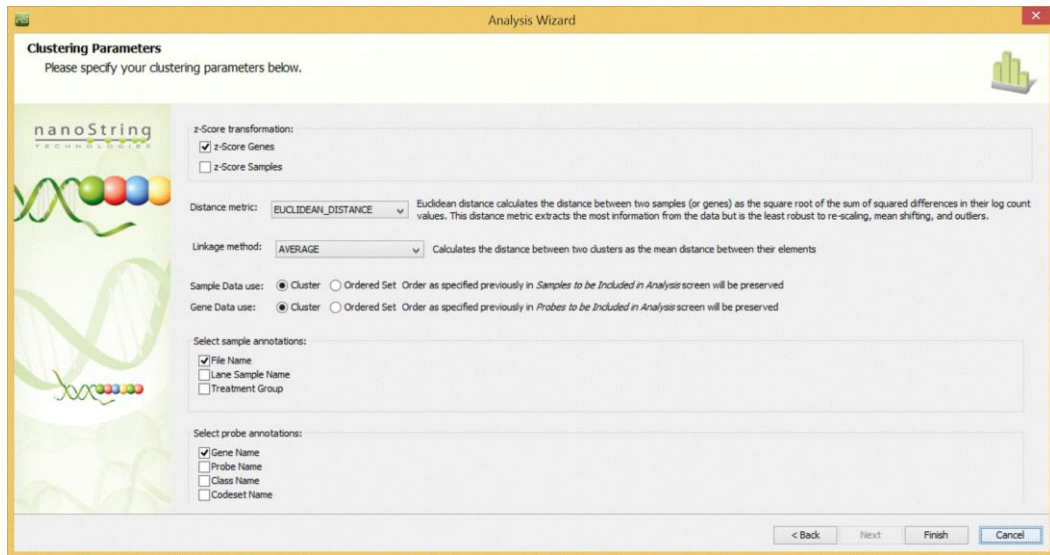 Analysis Wizard
Clustering Parameters
Please specify your clustering parameters below.
nanoString
TECHNOLOGIES
z-Score transformation:
z-Score Genes
z-Score Samples
Distance metric: EUCLIDEAN_DISTANCE Euclidean distance calculates the distance between two samples (or genes) as the square root of the sum of squared differences in their log count
values. This distance metric extracts the most information from the data but is the least robust to re-scaling, mean shifting, and outliers.
Linkage method: AVERAGE Calculates the distance between two clusters as the mean distance between their elements
Sample Data use: Cluster Ordered Set Order as specified previously in Samples to be Included in Analysis screen will be preserved
Gene Data use: Cluster Ordered Set Order as specified previously in Probes to be Included in Analysis screen will be preserved
Select sample annotations:
File Name
Lane Sample Name
Treatment Group
Select probe annotations:
Gene Name
Probe Name
Class Name
Codeset Name
< Back Next Finish Cancel